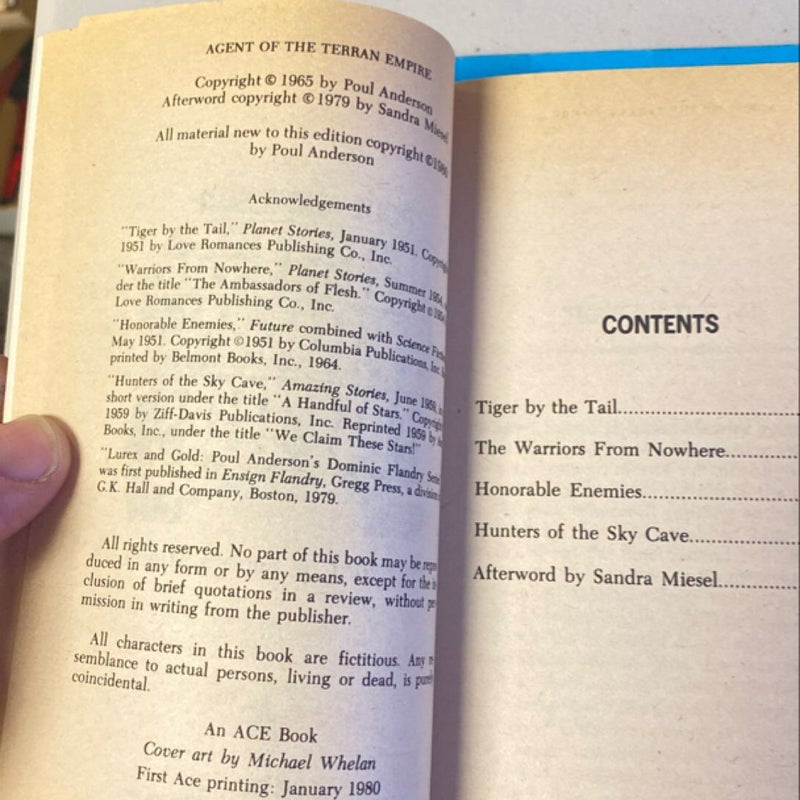 AGENT OF THE TERRAN EMPIRE
Copyright © 1965 by Poul Anderson
Afterword copyright © 1979 by Sandra Miesel
All material new to this edition copyright ©
by Poul Anderson
Acknowledgements
"Tiger by the Tail," Planet Stories, January 1951.
1951 by Love Romances Publishing Co., Inc.
"Warriors From Nowhere," Planet Stories, Summer 1954,
der the title "The Ambassadors of Flesh." Copyright ©
Love Romances Publishing Co., Inc.
"Honorable Enemies," Future combined with Science
May 1951. Copyright ©1951 by Columbia Publications, Inc.
printed by Belmont Books, Inc., 1964.
"Hunters of the Sky Cave," Amazing Stories, June 1959,
short version under the title "A Handful of Stars."
1959 by Ziff-Davis Publications, Inc. Reprinted 1959 by
Books, Inc., under the title "We Claim These Stars!"
"Lurex and Gold: Poul Anderson's Dominic Flandry
was first published in Ensign Flandry, Gregg Press, a
G.K. Hall and Company, Boston, 1979.
All rights reserved. No part of this book may be
duced in any form or by any means, except for the
clusion of brief quotations in a review, without
mission in writing from the publisher.
All characters in this book are fictitious. Any
semblance to actual persons, living or dead, is
coincidental.
An ACE Book
Cover art by Michael Whelan
First Ace printing: January 1980
CONTENTS
Tiger by the Tail
The Warriors From Nowhere
Honorable Enemies
Hunters of the Sky Cave
Afterword by Sandra Miesel